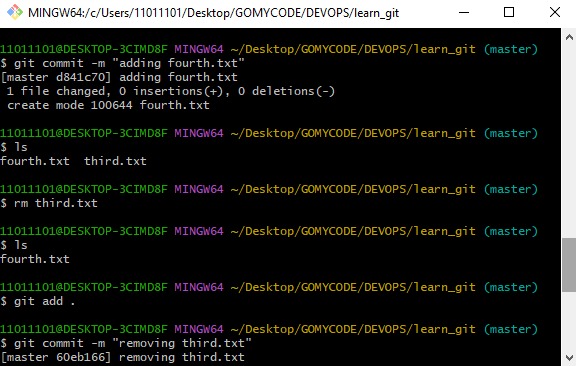 MINGW64:/c/Users/11011101/Desktop/GOMYCODE/DEVOPS/learn_git
11011101@DESKTOP-3CIMD8F MINGW64 ~/Desktop/GOMYCODE/DEVOPS/learn_git (master)
$ git commit -m "adding fourth.txt"
[master d841c70] adding fourth.txt
 1 file changed, 0 insertions(+), 0 deletions(-)
 create mode 100644 fourth.txt
11011101@DESKTOP-3CIMD8F MINGW64 ~/Desktop/GOMYCODE/DEVOPS/learn_git (master)
$ ls
fourth.txt  third.txt
11011101@DESKTOP-3CIMD8F MINGW64 ~/Desktop/GOMYCODE/DEVOPS/learn_git (master)
$ rm third.txt
11011101@DESKTOP-3CIMD8F MINGW64 ~/Desktop/GOMYCODE/DEVOPS/learn_git (master)
$ ls
fourth.txt
11011101@DESKTOP-3CIMD8F MINGW64 ~/Desktop/GOMYCODE/DEVOPS/learn_git (master)
$ git add .
11011101@DESKTOP-3CIMD8F MINGW64 ~/Desktop/GOMYCODE/DEVOPS/learn_git (master)
$ git commit -m "removing third.txt"
[master 60eb166] removing third.txt